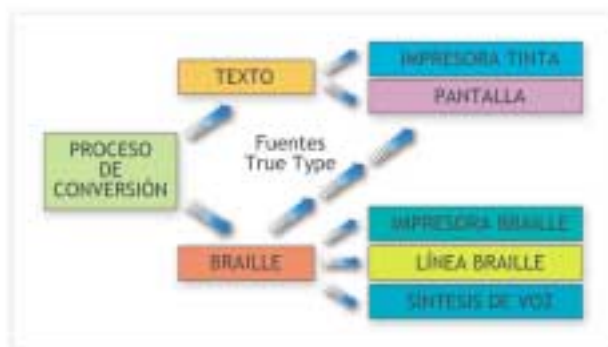 PROCESO
DE
CONVERSIÓN
TEXTO
IMPRESORA TINTA
PANTALLA
Fuentes
True Type
BRAILLE
IMPRESORA BRAILLE
LÍNEA BRAILLE
SÍNTESIS DE VOZ